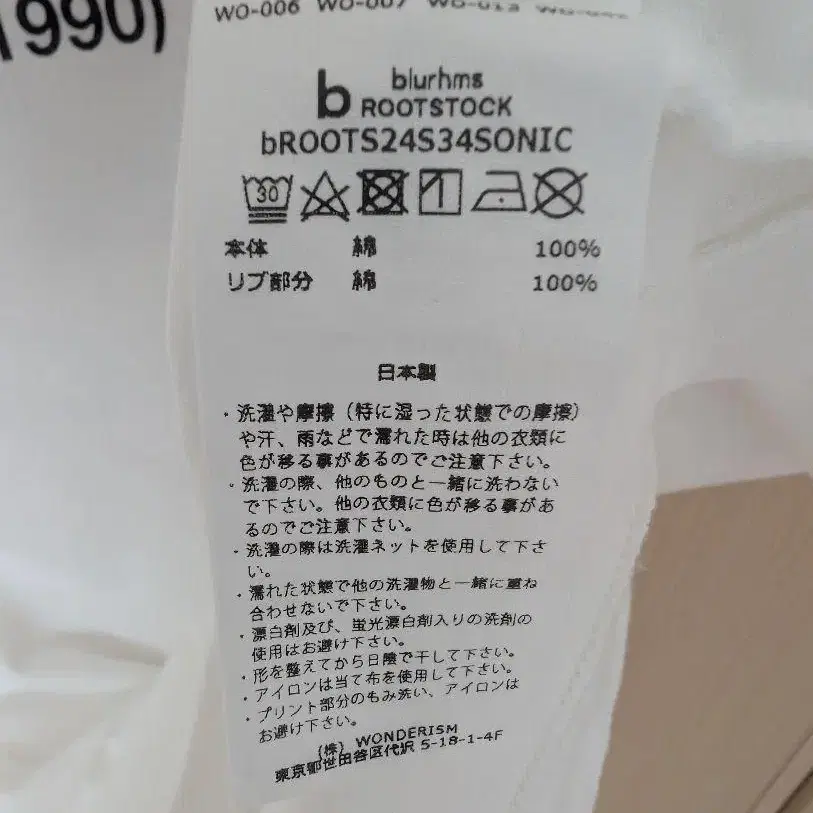 1990)
WO-006 WO-007 WO-013
b blurhms
ROOTSTOCK
bROOTS24S34SONIC
30
本体 綿 100%
リブ部分 綿 100%
日本製
・洗濯や摩擦（特に湿った状態での摩擦）
や汗、雨などで濡れた時は他の衣類に
色が移る事があるのでご注意下さい。
・洗濯の際、他のものと一緒に洗わない
で下さい。他の衣類に色が移る事があ
るのでご注意下さい。
・洗濯の際は洗濯ネットを使用して下さ
い。
・濡れた状態で他の洗濯物と一緒に重ね
合わせないで下さい。
・漂白剤及び、蛍光漂白剤入りの洗剤の
使用はお避け下さい。
・形を整えてから日陰で干して下さい。
・アイロンは当て布を使用して下さい。
・プリント部分のもみ洗い、アイロンは
お避け下さい。
(株) WONDERISM
東京都世田谷区代沢 5-18-1-4F